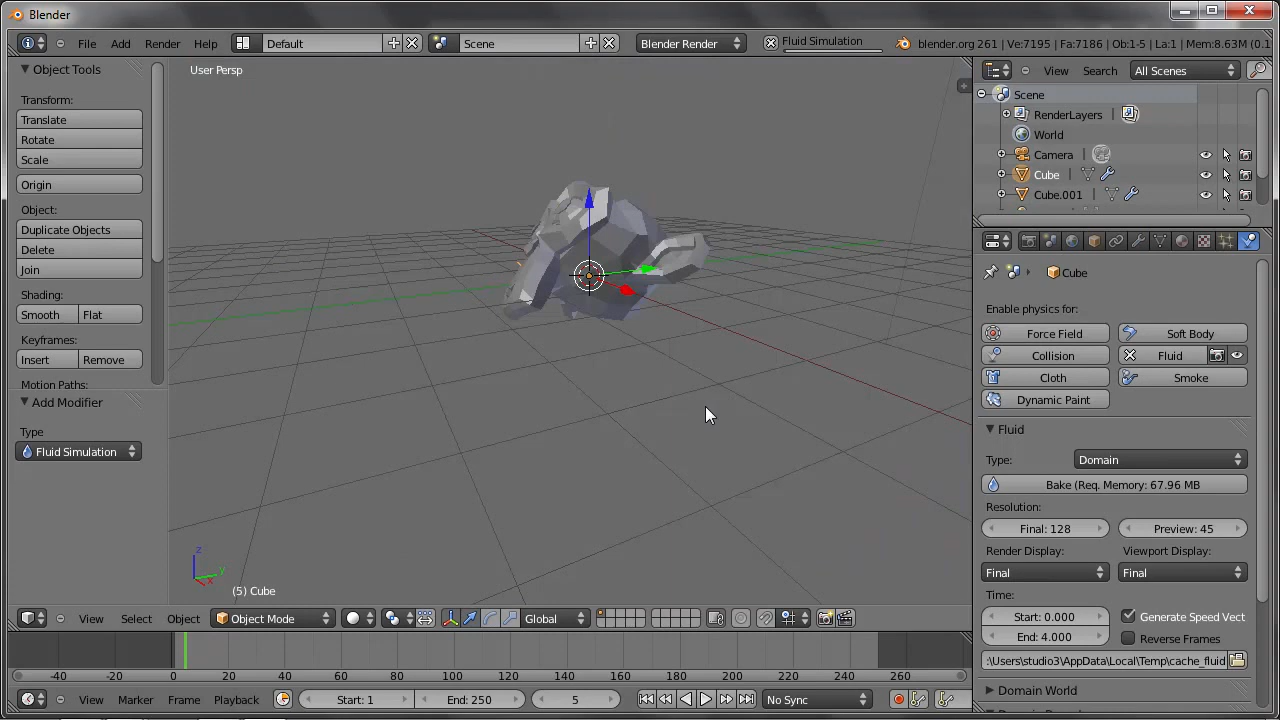 Blender
File Add Render Help Default Scene Blender Render Fluid Simulation blender.org 261 | Ve:7195 | Fa:7186 | Ob:1-5 | La:1 | Mem:8.63M (0.1
Object Tools
Transform:
Translate
Rotate
Scale
Origin
Object:
Duplicate Objects
Delete
Join
Shading:
Smooth Flat
Keyframes:
Insert Remove
Motion Paths:
Add Modifier
Type
Fluid Simulation
User Persp
z
y
x
(5) Cube
View Select Object Object Mode Global
-40 -20 0 20 40 60 80 100 120 140 160 180 200 220 240 260
View Marker Frame Playback Start: 1 End: 250 5 No Sync
View Search All Scenes
Scene
RenderLayers
World
Camera
Cube
Cube.001
Cube
Enable physics for:
Force Field Soft Body
Collision Fluid
Cloth Smoke
Dynamic Paint
Fluid
Type: Domain
Bake (Req. Memory: 67.96 MB
Resolution:
Final: 128 Preview: 45
Render Display: Viewport Display:
Final Final
Time:
Start: 0.000 Generate Speed Vect
End: 4.000 Reverse Frames
:\Users\studio3\AppData\Local\Temp\cache_fluid
Domain World